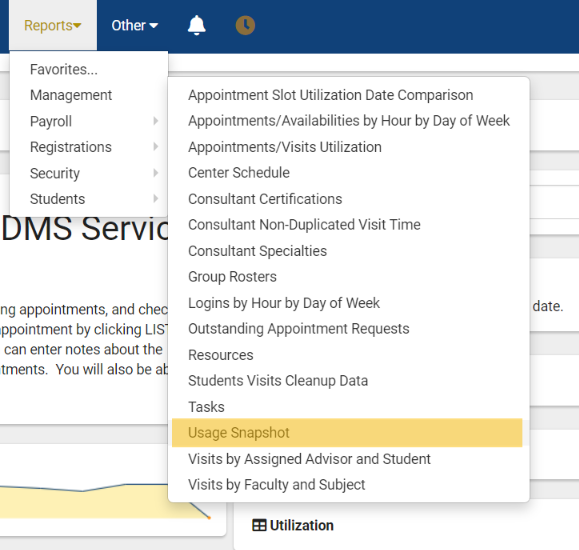 Reports
Other
Favorites...
Management
Payroll
Registrations
Security
Students
Appointment Slot Utilization Date Comparison
Appointments/Availabilities by Hour by Day of Week
Appointments/Visits Utilization
Center Schedule
Consultant Certifications
Consultant Non-Duplicated Visit Time
Consultant Specialties
Group Rosters
Logins by Hour by Day of Week
Outstanding Appointment Requests
Resources
Students Visits Cleanup Data
Tasks
Usage Snapshot
Visits by Assigned Advisor and Student
Visits by Faculty and Subject
DMS Servic
ng appointments, and chec
appointment by clicking LIST
can enter notes about the
tments. You will also be ab
date.
Utilization